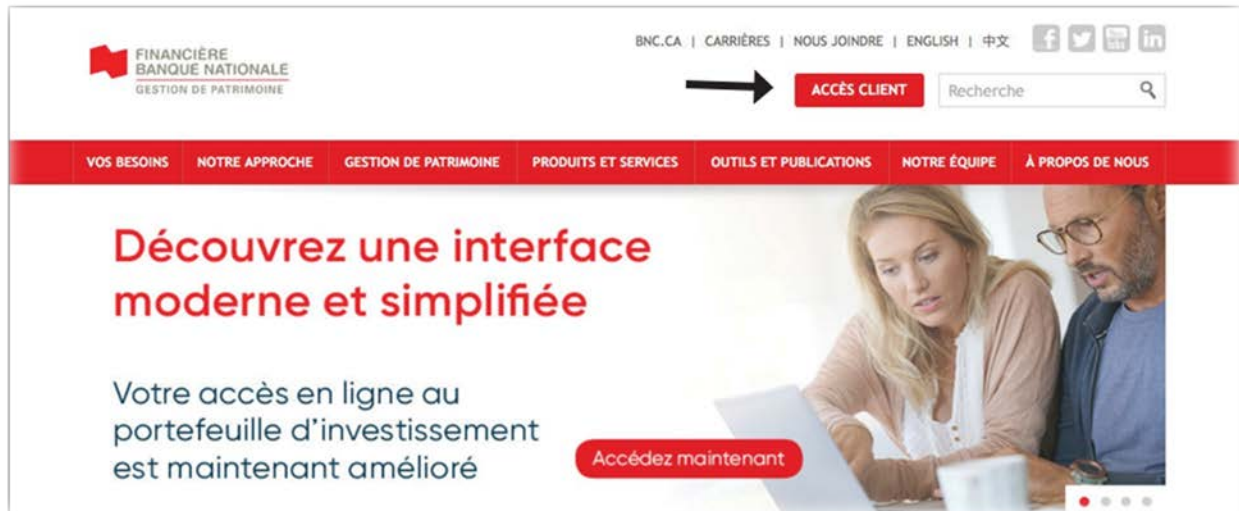 FINANCIÈRE
BANQUE NATIONALE
GESTION DE PATRIMOINE
BNC.CA | CARRIÈRES | NOUS JOINDRE | ENGLISH | 中文
ACCÈS CLIENT
Recherche
VOS BESOINS NOTRE APPROCHE GESTION DE PATRIMOINE PRODUITS ET SERVICES OUTILS ET PUBLICATIONS NOTRE ÉQUIPE À PROPOS DE NOUS
Découvrez une interface
moderne et simplifiée
Votre accès en ligne au
portefeuille d'investissement
est maintenant amélioré
Accédez maintenant